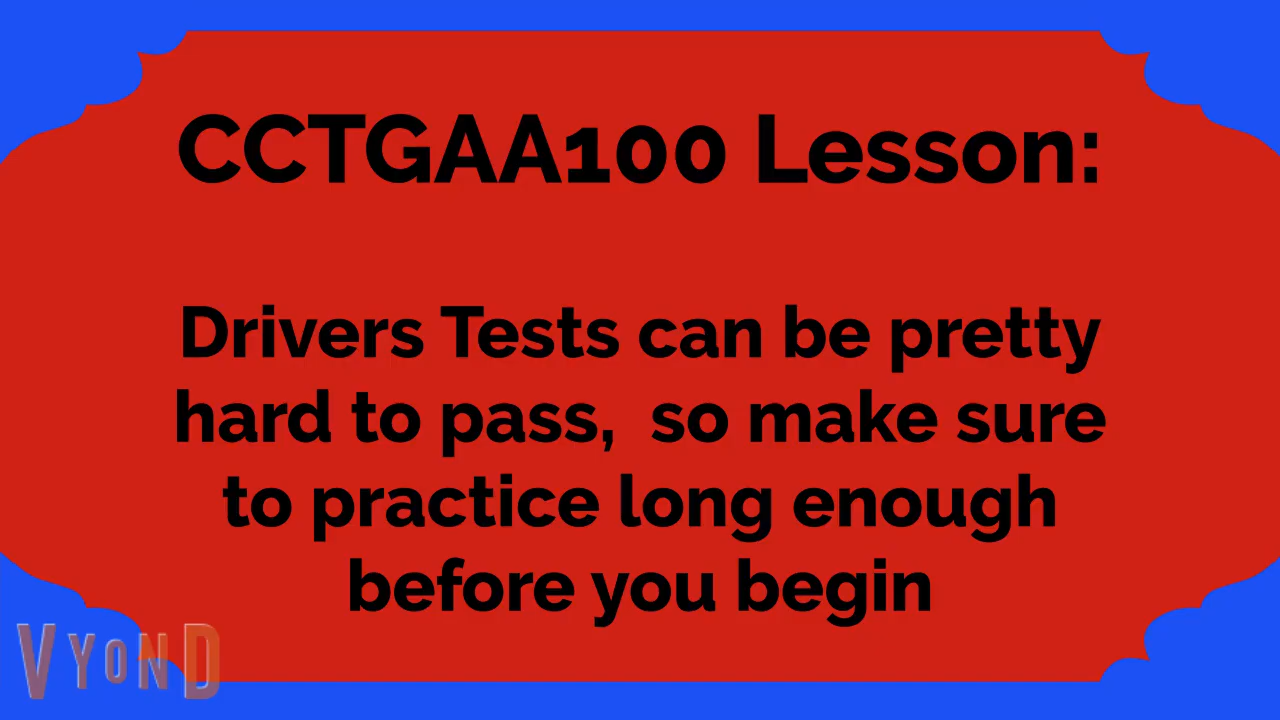 CCTGAA100 Lesson:
Drivers Tests can be pretty
hard to pass,  so make sure
to practice long enough
before you begin
VYOND